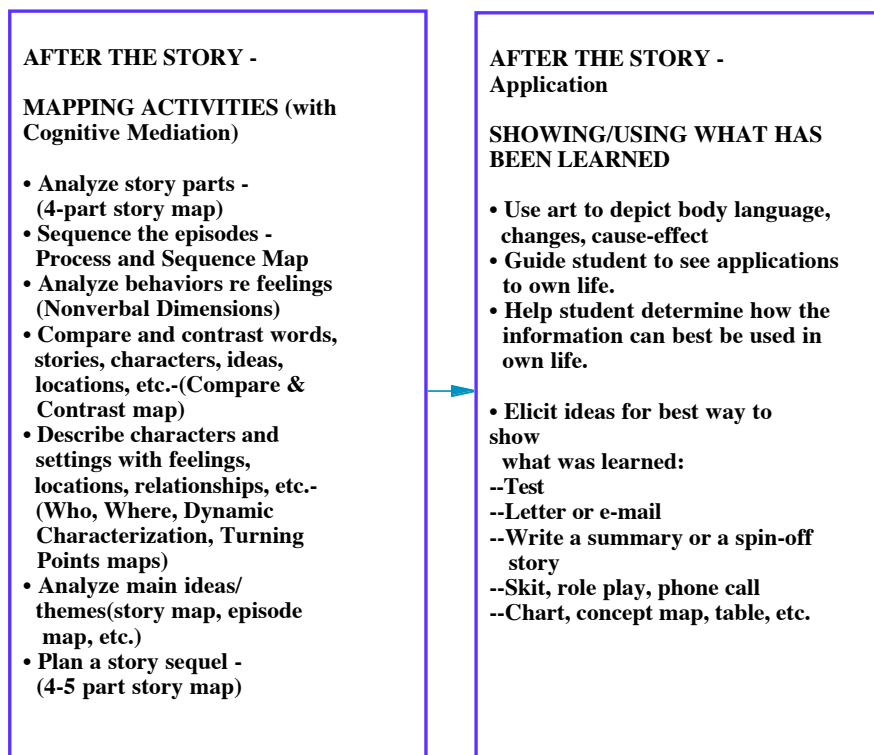 AFTER THE STORY -
MAPPING ACTIVITIES (with
Cognitive Mediation)
• Analyze story parts -
(4-part story map)
• Sequence the episodes -
Process and Sequence Map
• Analyze behaviors re feelings
(Nonverbal Dimensions)
• Compare and contrast words,
stories, characters, ideas,
locations, etc.-(Compare &
Contrast map)
• Describe characters and
settings with feelings,
locations, relationships, etc.-
(Who, Where, Dynamic
Characterization, Turning
Points maps)
• Analyze main ideas/
themes(story map, episode
map, etc.)
• Plan a story sequel -
(4-5 part story map)
AFTER THE STORY -
Application
SHOWING/USING WHAT HAS
BEEN LEARNED
• Use art to depict body language,
changes, cause-effect
• Guide student to see applications
to own life.
• Help student determine how the
information can best be used in
own life.
• Elicit ideas for best way to
show
what was learned:
--Test
--Letter or e-mail
--Write a summary or a spin-off
story
--Skit, role play, phone call
--Chart, concept map, table, etc.